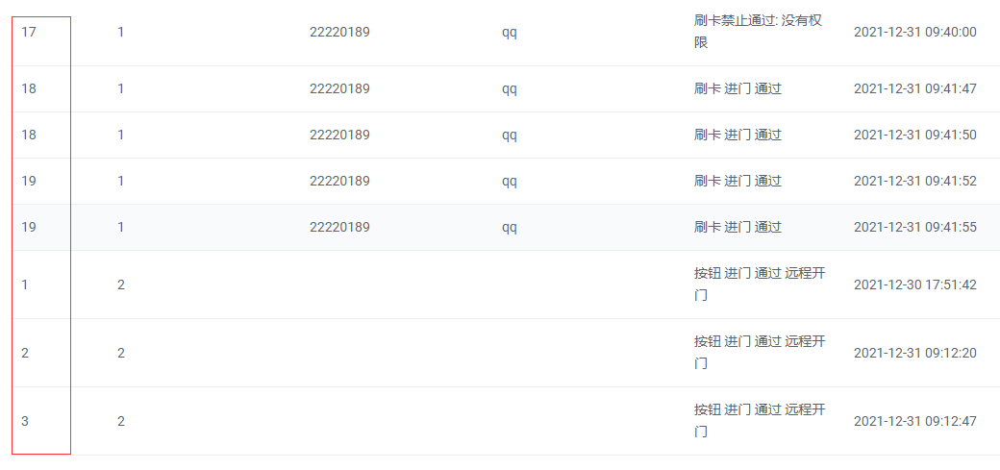 17 1 22220189 qq 刷卡禁止通过: 没有权 2021-12-31 09:40:00
限
18 1 22220189 qq 刷卡 进门 通过 2021-12-31 09:41:47
18 1 22220189 qq 刷卡 进门 通过 2021-12-31 09:41:50
19 1 22220189 qq 刷卡 进门 通过 2021-12-31 09:41:52
19 1 22220189 qq 刷卡 进门 通过 2021-12-31 09:41:55
1 2 按钮 进门 通过 远程开 2021-12-30 17:51:42
门
2 2 按钮 进门 通过 远程开 2021-12-31 09:12:20
门
3 2 按钮 进门 通过 远程开 2021-12-31 09:12:47
门